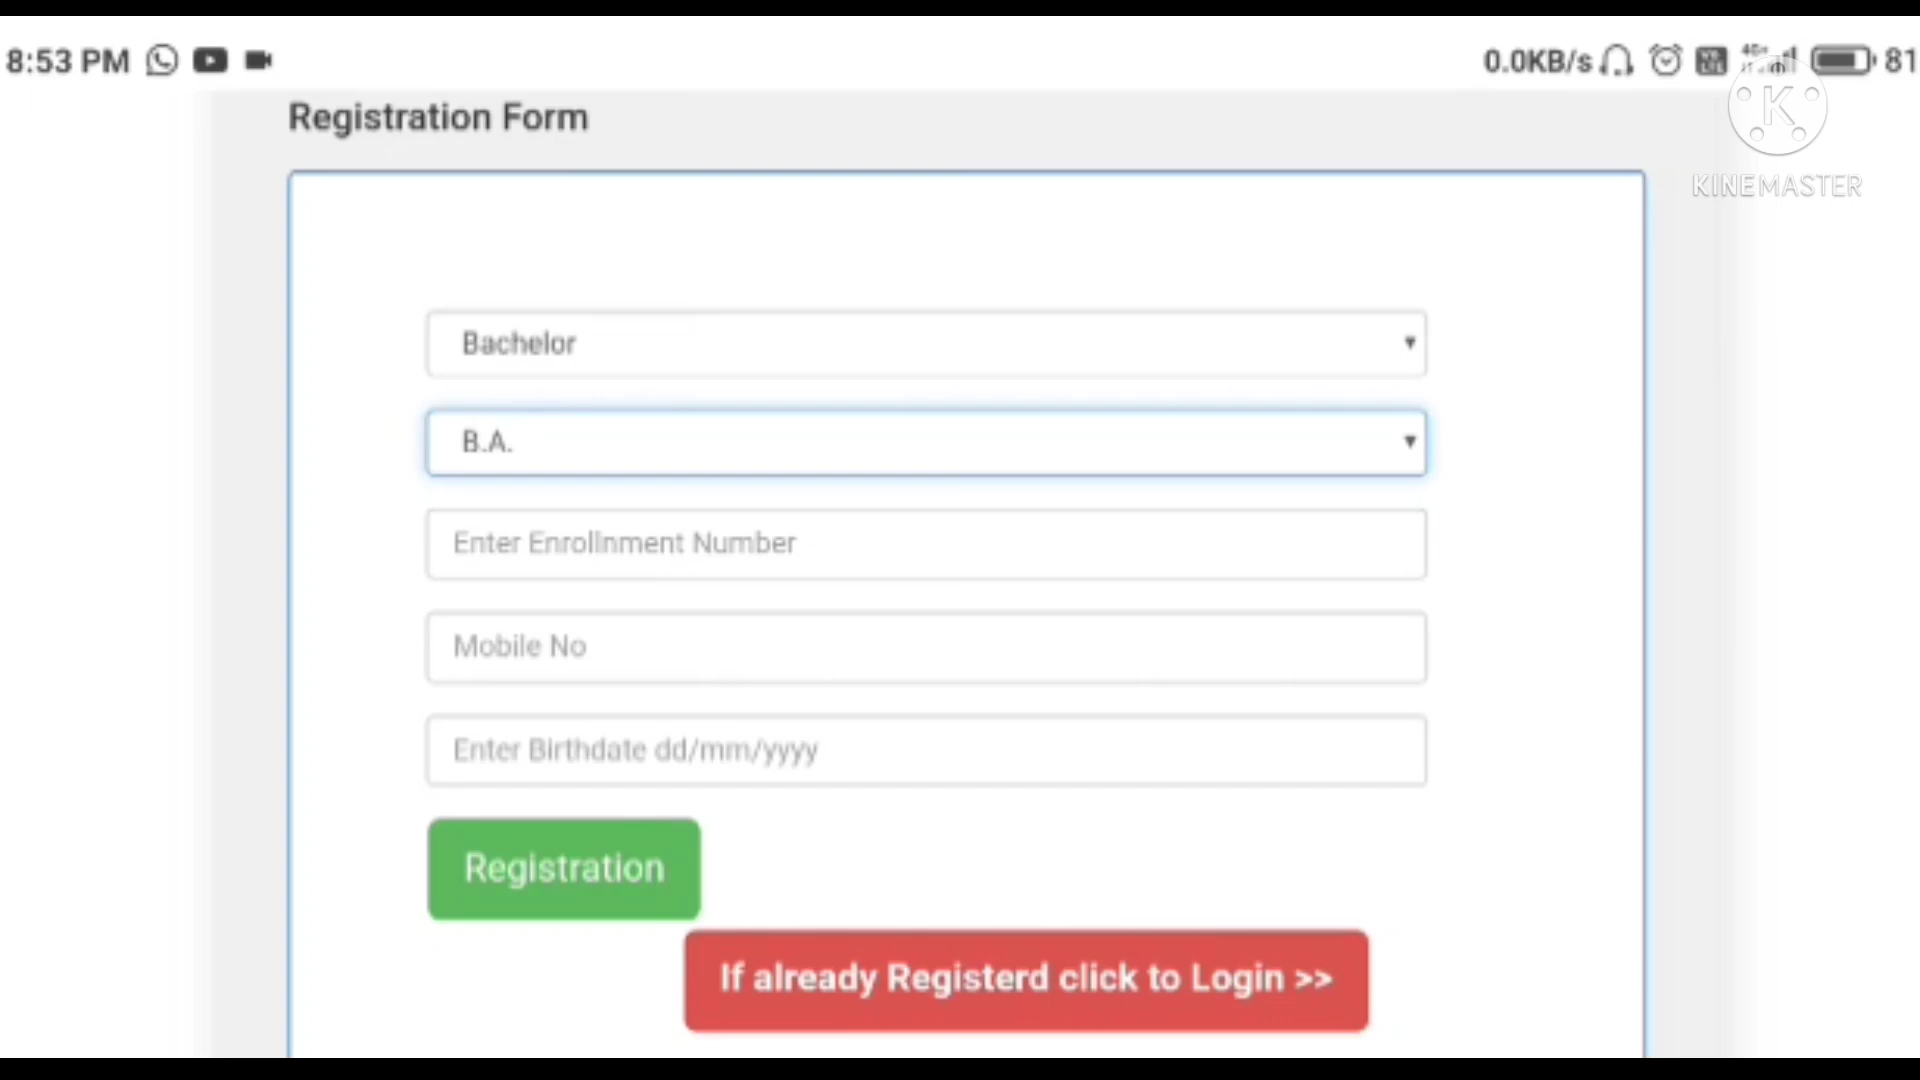 8:53 PM
0.0KB/s
81
Registration Form
K
KINEMASTER
Bachelor
B.A.
Enter Enrollnment Number
Mobile No
Enter Birthdate dd/mm/yyyy
Registration
If already Registerd click to Login >>